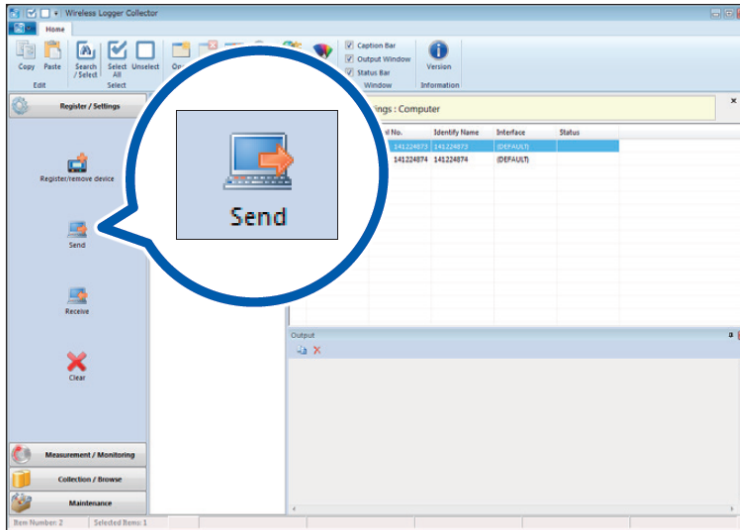 Wireless Logger Collector
Home
Copy
Paste
Search / Select
Select All
Unselect
Edit
Select
Caption Bar
Output Window
Status Bar
Window
Version
Information
Register / Settings
Register/remove device
Send
Receive
Clear
Measurement / Monitoring
Collection / Browse
Maintenance
Send
ngs : Computer
No. Identify Name Interface Status
141224873 141224873 (DEFAULT)
141224874 141224874 (DEFAULT)
Output
Item Number: 2 Selected Items: 1